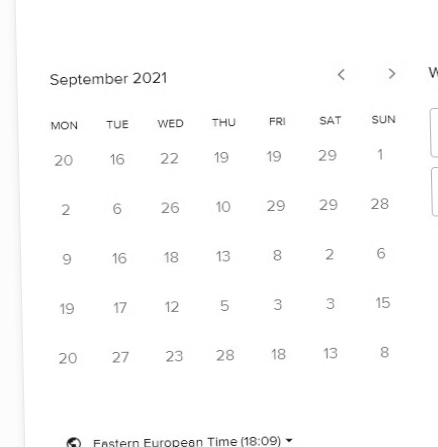 September 2021 < >
MON TUE WED THU FRI SAT SUN
20 16 22 19 19 29 1
2 6 26 10 29 29 28
9 16 18 13 8 2 6
19 17 12 5 3 3 15
20 27 23 28 18 13 8
Eastern European Time (18:09)